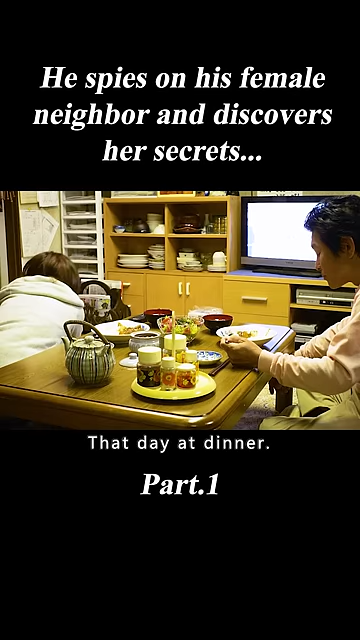 He spies on his female
neighbor and discovers
her secrets...
That day at dinner.
Part.1